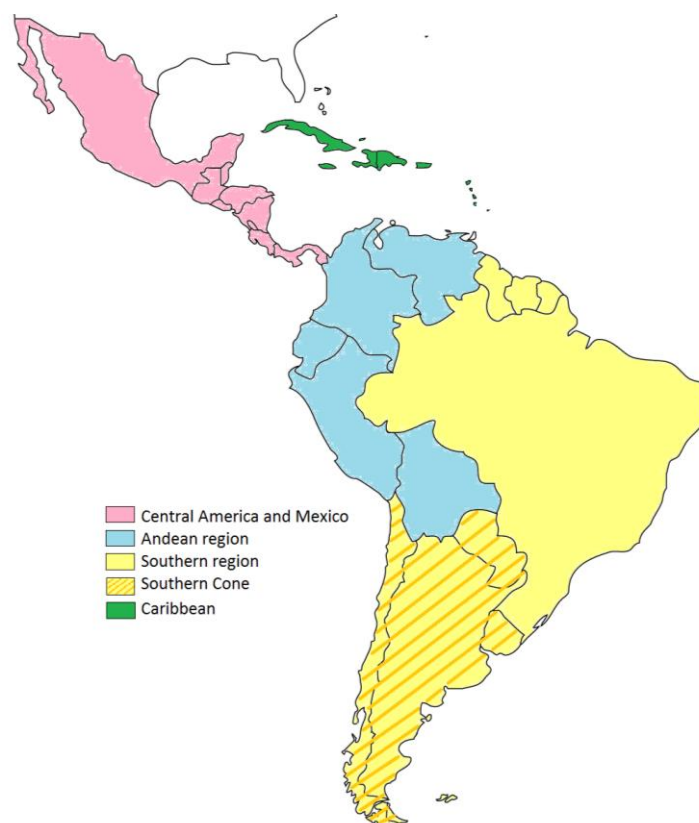 Central America and Mexico
Andean region
Southern region
Southern Cone
Caribbean